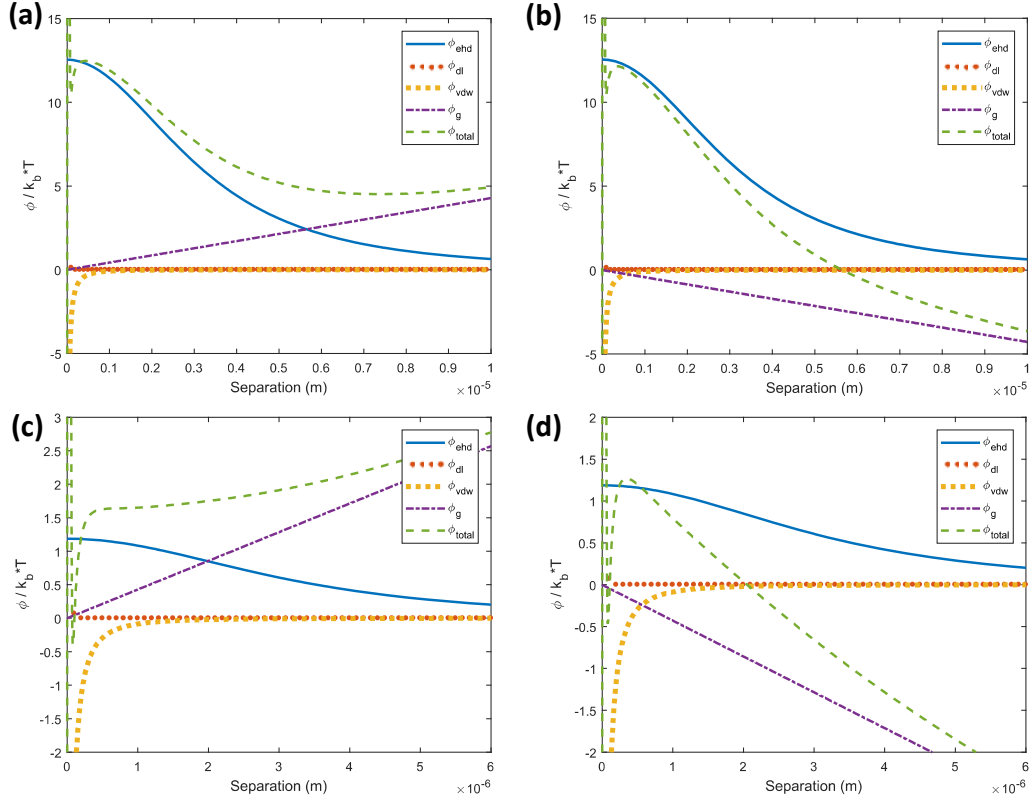 (a)
15
10
5
0
-5
ϕ / k_b*T
ϕ_ehd
ϕ_dl
ϕ_vdw
ϕ_g
ϕ_total
0 0.1 0.2 0.3 0.4 0.5 0.6 0.7 0.8 0.9 1
Separation (m)
× 10^-5
(b)
15
10
5
0
-5
ϕ / k_b*T
ϕ_ehd
ϕ_dl
ϕ_vdw
ϕ_g
ϕ_total
0 0.1 0.2 0.3 0.4 0.5 0.6 0.7 0.8 0.9 1
Separation (m)
× 10^-5
(c)
3
2.5
2
1.5
1
0.5
0
-0.5
-1
-1.5
-2
ϕ / k_b*T
ϕ_ehd
ϕ_dl
ϕ_vdw
ϕ_g
ϕ_total
0 1 2 3 4 5 6
Separation (m)
× 10^-6
(d)
2
1.5
1
0.5
0
-0.5
-1
-1.5
-2
ϕ / k_b*T
ϕ_ehd
ϕ_dl
ϕ_vdw
ϕ_g
ϕ_total
0 1 2 3 4 5 6
Separation (m)
× 10^-6